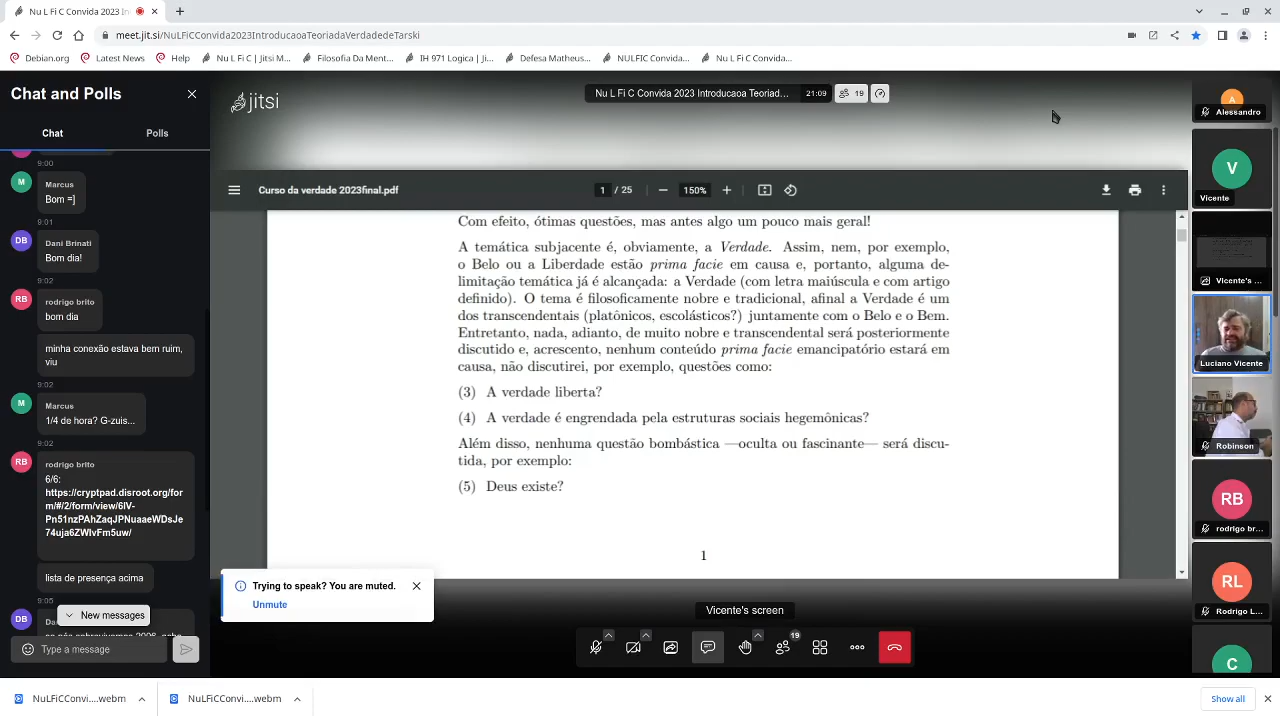 Nu L Fi C Convida 2023 In
meet.jit.si/NuLFiCConvida2023IntroducaoaTeoriadaVerdadedeTarski
Debian.org
Latest News
Help
Nu L Fi C | Jitsi M...
Filosofia Da Ment...
IH 971 Logica | Ji...
Defesa Matheus...
NULFIC Convida...
Nu L Fi C Convida...
Chat and Polls
Chat
Polls
9:00
M
Marcus
Bom =]
9:01
DB
Dani Brinati
Bom dia!
9:02
RB
rodrigo brito
bom dia
minha conexão estava bem ruim,
viu
9:02
M
Marcus
1/4 de hora? G-zuis...
9:02
RB
rodrigo brito
6/6:
https://cryptpad.disroot.org/for
m/#/2/form/view/6IV-
Pn51nzPAhZaqJPNuaaeWDsJe
74uja6ZWIvFm5uw/
lista de presença acima
9:05
DB
New messages
Type a message
jitsi
Nu L Fi C Convida 2023 Introducaoa Teoriad...
21:09
19
Curso da verdade 2023final.pdf
1 / 25
150%
Com efeito, ótimas questões, mas antes algo um pouco mais geral!
A temática subjacente é, obviamente, a Verdade. Assim, nem, por exemplo,
o Belo ou a Liberdade estão prima facie em causa e, portanto, alguma de-
limitação temática já é alcançada: a Verdade (com letra maiúscula e com artigo
definido). O tema é filosoficamente nobre e tradicional, afinal a Verdade é um
dos transcendentais (platônicos, escolásticos?) juntamente com o Belo e o Bem.
Entretanto, nada, adianto, de muito nobre e transcendental será posteriormente
discutido e, acrescento, nenhum conteúdo prima facie emancipatório estará em
causa, não discutirei, por exemplo, questões como:
(3) A verdade liberta?
(4) A verdade é engrendada pela estruturas sociais hegemônicas?
Além disso, nenhuma questão bombástica —oculta ou fascinante— será discu-
tida, por exemplo:
(5) Deus existe?
1
Trying to speak? You are muted.
Unmute
Vicente's screen
19
A
Alessandro
V
Vicente
Vicente's ...
Luciano Vicente
Robinson
RB
rodrigo br...
RL
Rodrigo L...
C
NuLFiCConvi....webm
NuLFiCConvi....webm
Show all